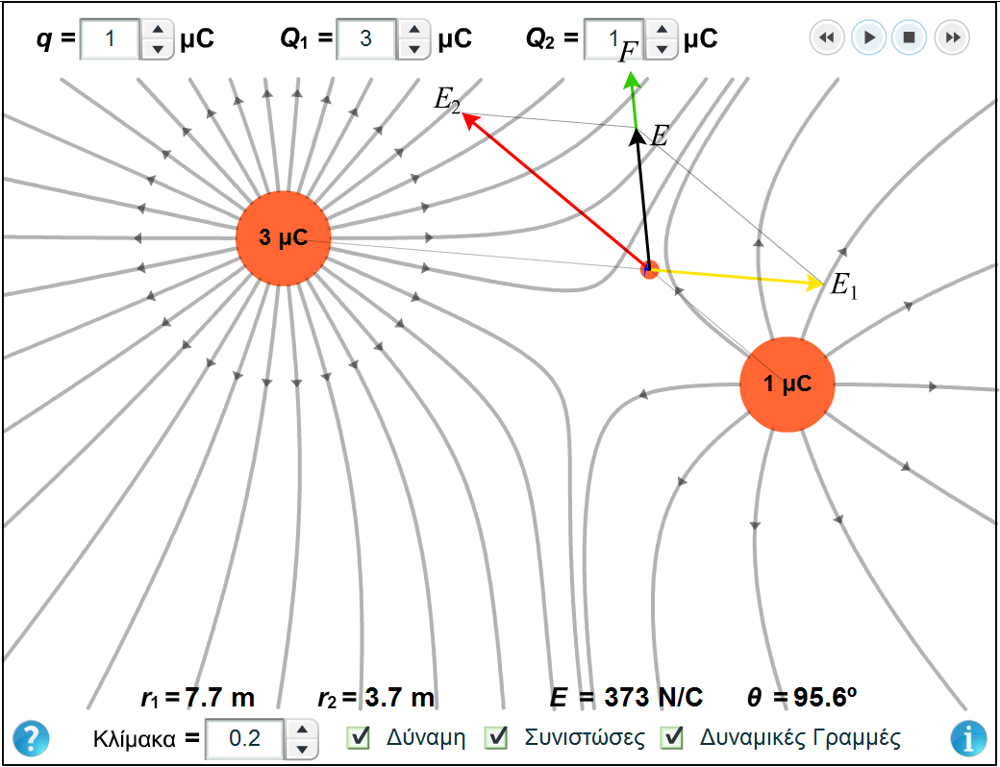 q = 1 μC Q1 = 3 μC Q2 = 1 μC
F
E2
E
3 μC
E1
1 μC
r1 = 7.7 m r2 = 3.7 m E = 373 N/C θ = 95.6º
? Κλίμακα = 0.2 Δύναμη Συνιστώσες Δυναμικές Γραμμές i